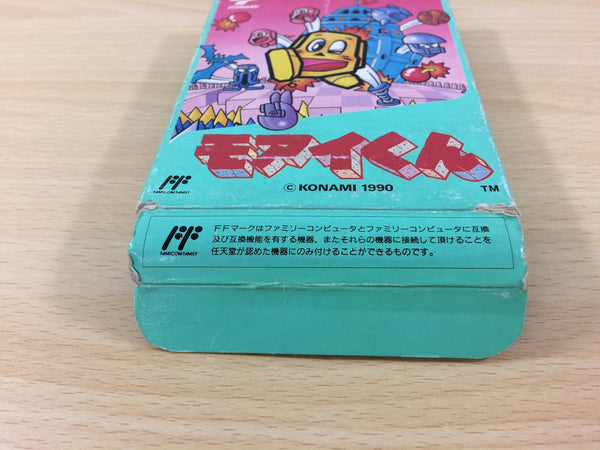 KONAMI
モアイくん
© KONAMI 1990
TM
FF
FAMICOM FAMILY
FF
FAMICOM FAMILY
FFマークはファミリーコンピュータとファミリーコンピュータに互換
及び互換機能を有する機器、またそれらの機器に接続して頂けることを
任天堂が認めた機器にのみ付けることができるものです。